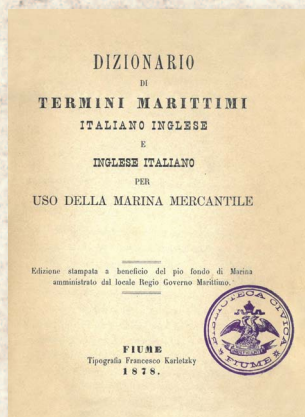 DIZIONARIO
DI
TERMINI MARITTIMI
ITALIANO INGLESE
E
INGLESE ITALIANO
PER
USO DELLA MARINA MERCANTILE
Edizione stampata a beneficio del pio fondo di Marina
amministrato dal locale Regio Governo Marittimo.
BIBLIOTECA CIVICA
FIUME
FIUME
Tipografia Francesco Karletzky
1878.